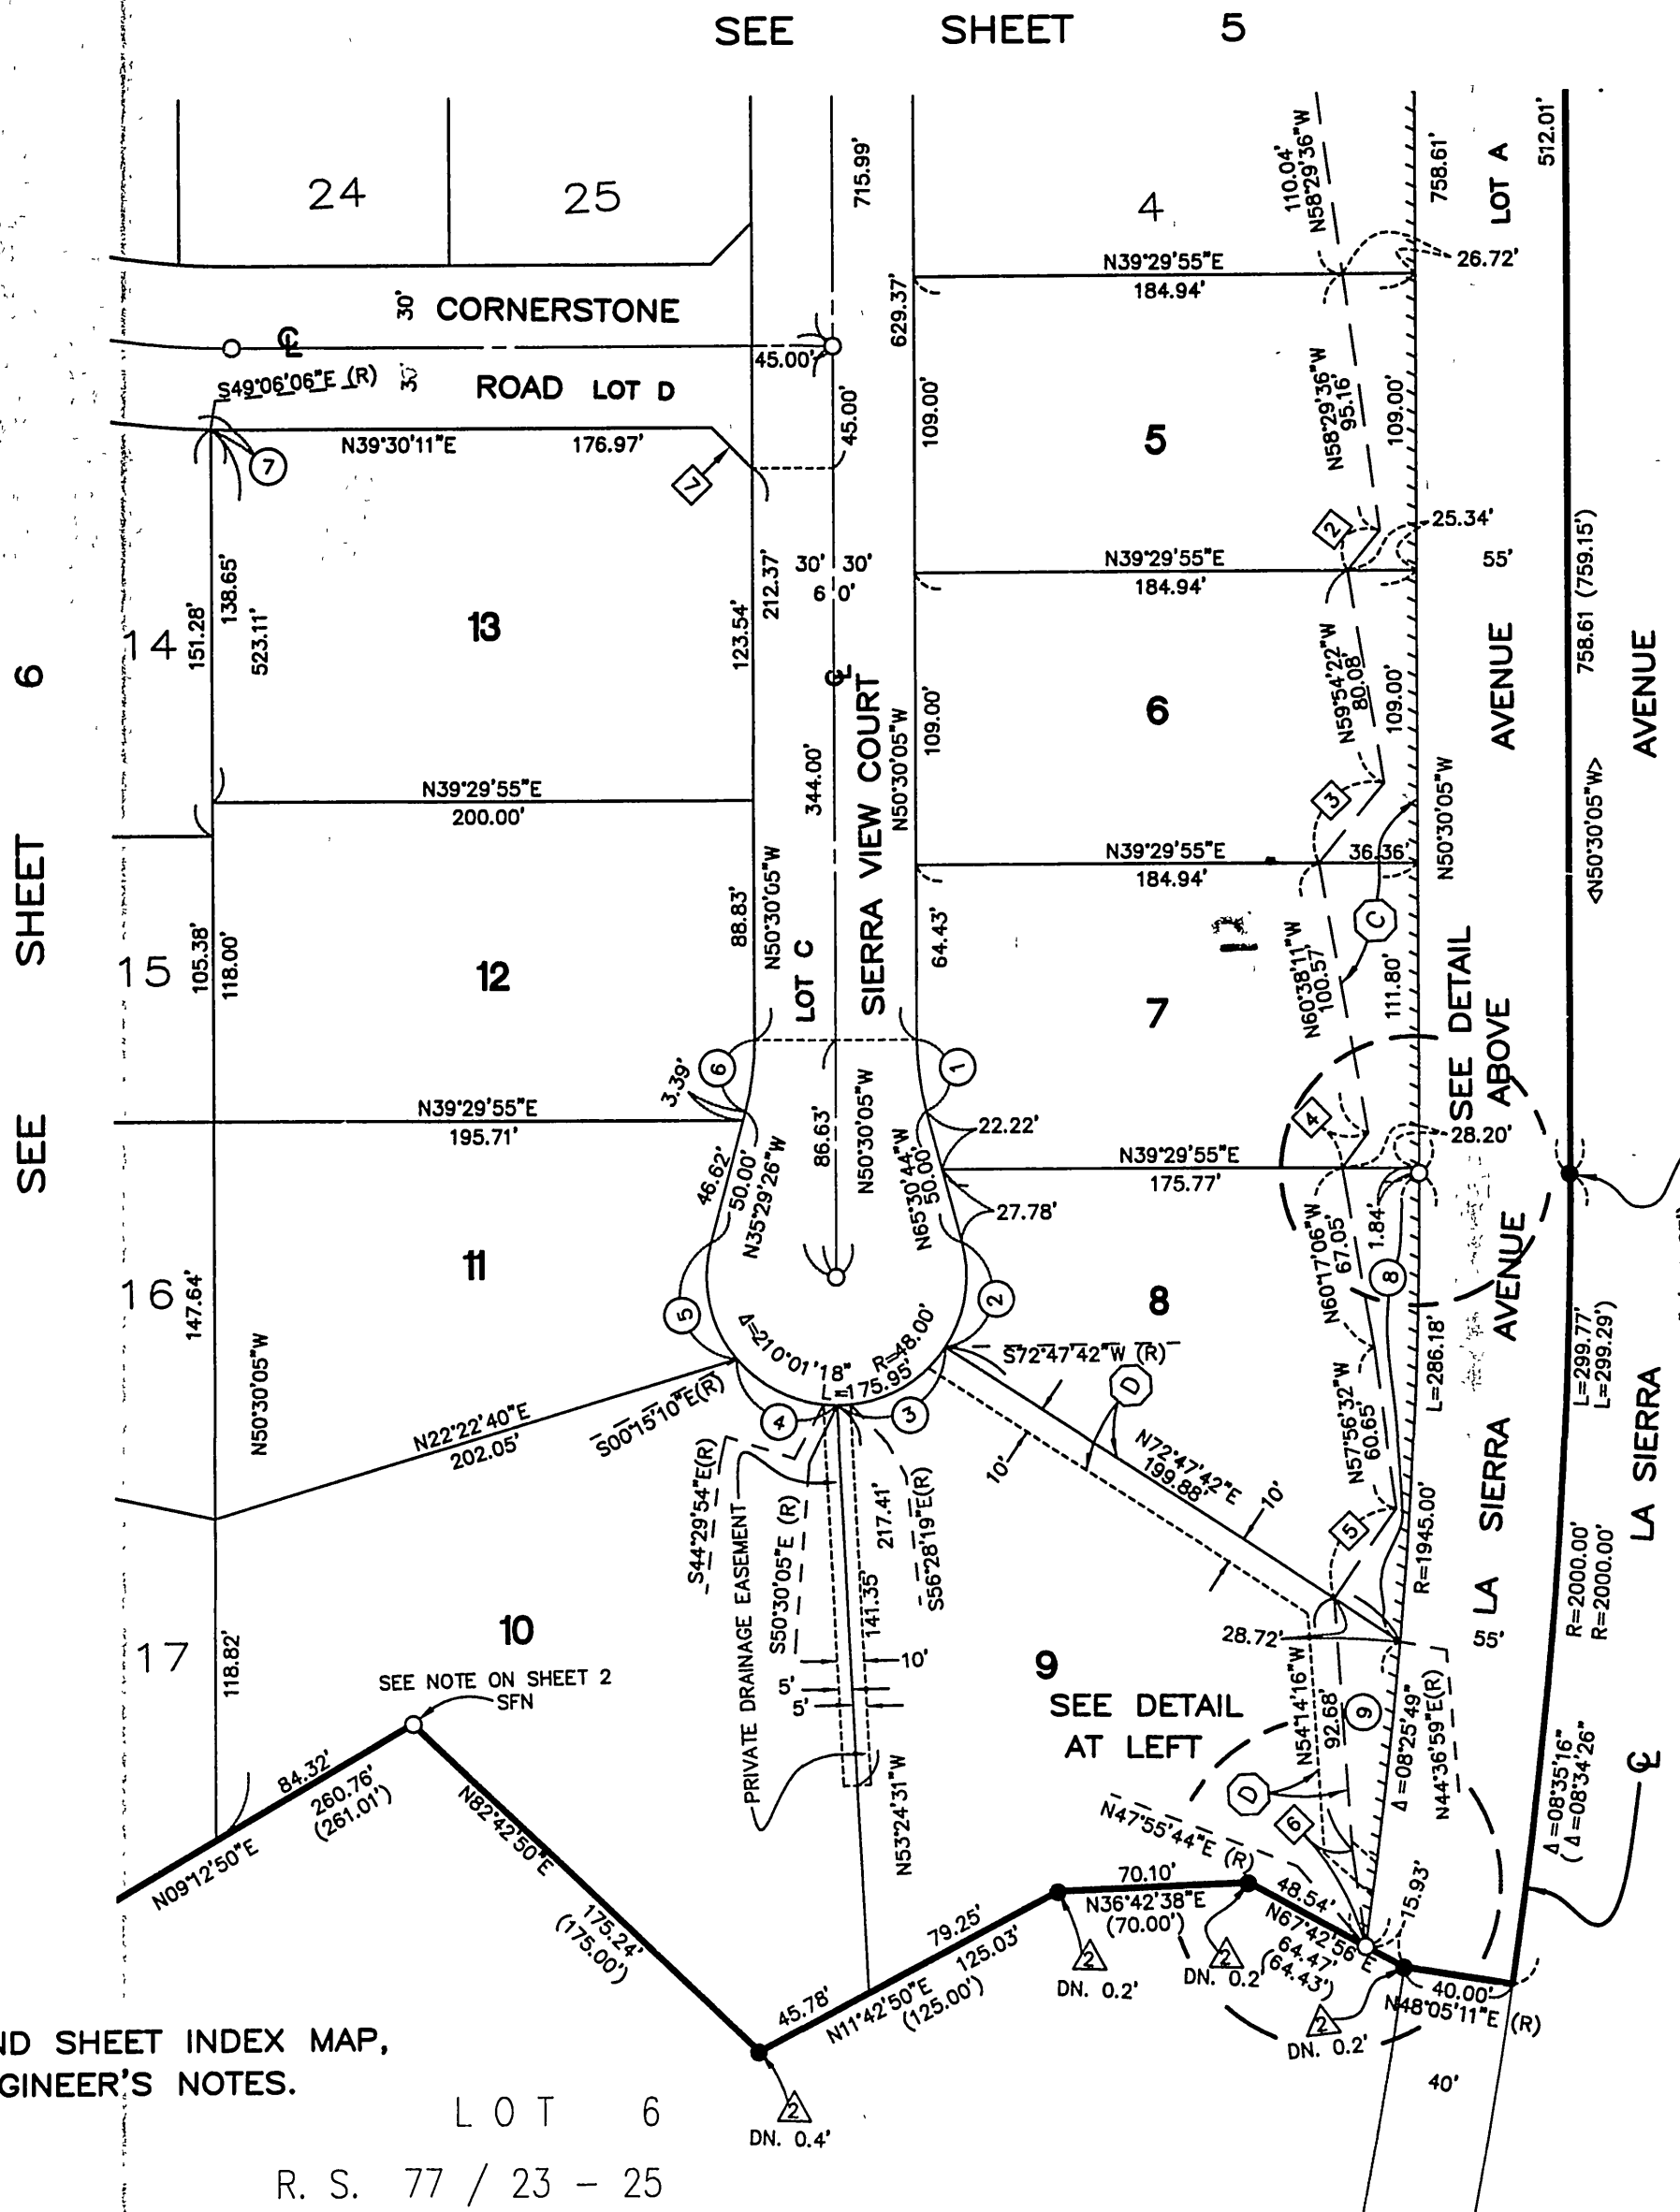 SEE SHEET 5
24
25
715.99'
4
110.04'
N58°29'36"W
758.61'
LOT A
512.01'
26.72'
N39°29'55"E
184.94'
629.37'
30'
CORNERSTONE
℄
45.00'
S49°06'06"E (R)
30'
ROAD LOT D
N39°30'11"E
176.97'
7
7
45.00'
109.00'
5
N58°29'36"W
95.16'
109.00'
2
25.34'
55'
N39°29'55"E
184.94'
14
151.28'
138.65'
523.11'
13
123.54'
212.37'
30' 30'
60'
℄
344.00'
SIERRA VIEW COURT
N50°30'05"W
109.00'
6
N59°54'22"W
80.08'
109.00'
AVENUE
758.61 (759.15')
AVENUE
<N50°30'05"W>
SEE SHEET 6
3
N39°29'55"E
200.00'
N39°29'55"E
184.94'
36.36'
N50°30'05"W
15
105.38'
118.00'
12
88.83'
N50°30'05"W
LOT C
64.43'
C
N60°38'11"W
100.57'
111.80'
7
SEE DETAIL
ABOVE
6
1
3.39'
N39°29'55"E
195.71'
86.63'
N50°30'05"W
22.22'
4
28.20'
N39°29'55"E
175.77'
46.62'
50.00'
N35°29'26"W
N65°30'44"W
50.00'
27.78'
1.84'
16
147.64'
11
N50°30'05"W
5
2
8
N60°17'06"W
67.05'
8
AVENUE
Δ=210°01'18"
R=48.00'
L=175.95'
S72°47'42"W (R)
D
L=286.18'
L=299.77'
L=299.29')
N22°22'40"E
202.05'
S00°15'10"E(R)
4
3
N57°56'32"W
60.65'
LA SIERRA
10'
N72°47'42"E
199.88'
10'
5
R=1945.00'
LA SIERRA
R=2000.00'
R=2000.00'
S44°29'54"E(R)
S50°30'05"E (R)
217.41'
141.35'
S56°28'19"E(R)
PRIVATE DRAINAGE EASEMENT
17
118.82'
10
SEE NOTE ON SHEET 2
SFN
10'
5'
5'
28.72'
55'
9
SEE DETAIL
AT LEFT
N54°14'16"W
92.68'
9
Δ=08°25'49"
N44°36'59"E(R)
D
6
N47°55'44"E (R)
Δ=08°35'16"
(Δ=08°34'26"
℄
84.32'
260.76'
(261.01')
N09°12'50"E
N82°42'50"E
175.24'
(175.00')
N53°24'31"W
70.10'
N36°42'38"E
(70.00')
48.54'
N67°42'56"E
64.47'
(64.43')
15.93'
79.25'
125.03'
45.78'
N11°42'50"E
(125.00')
2
DN. 0.2'
2
DN. 0.2'
40.00'
N48°05'11"E (R)
2
DN. 0.2'
ND SHEET INDEX MAP,
GINEER'S NOTES.
40'
2
DN. 0.4'
LOT 6
R. S. 77 / 23 - 25